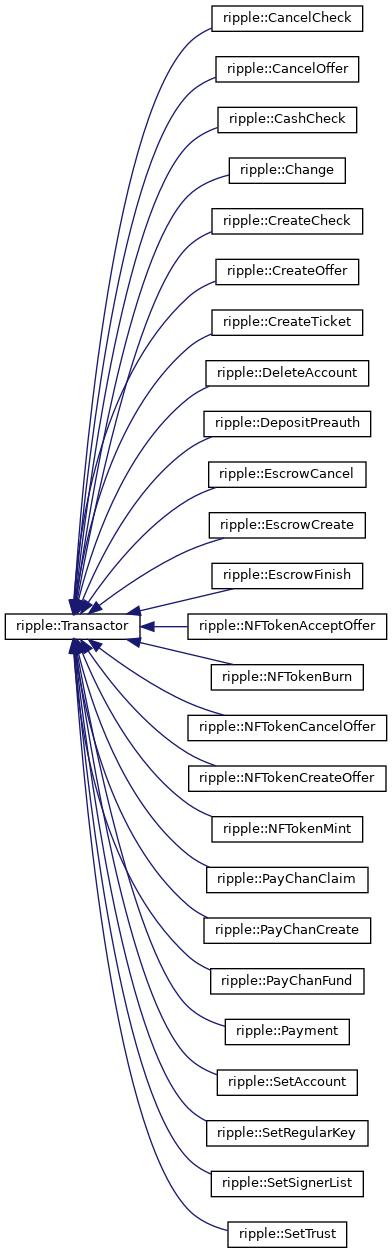 ripple::CancelCheck
ripple::CancelOffer
ripple::CashCheck
ripple::Change
ripple::CreateCheck
ripple::CreateOffer
ripple::CreateTicket
ripple::DeleteAccount
ripple::DepositPreauth
ripple::EscrowCancel
ripple::EscrowCreate
ripple::EscrowFinish
ripple::Transactor
ripple::NFTokenAcceptOffer
ripple::NFTokenBurn
ripple::NFTokenCancelOffer
ripple::NFTokenCreateOffer
ripple::NFTokenMint
ripple::PayChanClaim
ripple::PayChanCreate
ripple::PayChanFund
ripple::Payment
ripple::SetAccount
ripple::SetRegularKey
ripple::SetSignerList
ripple::SetTrust